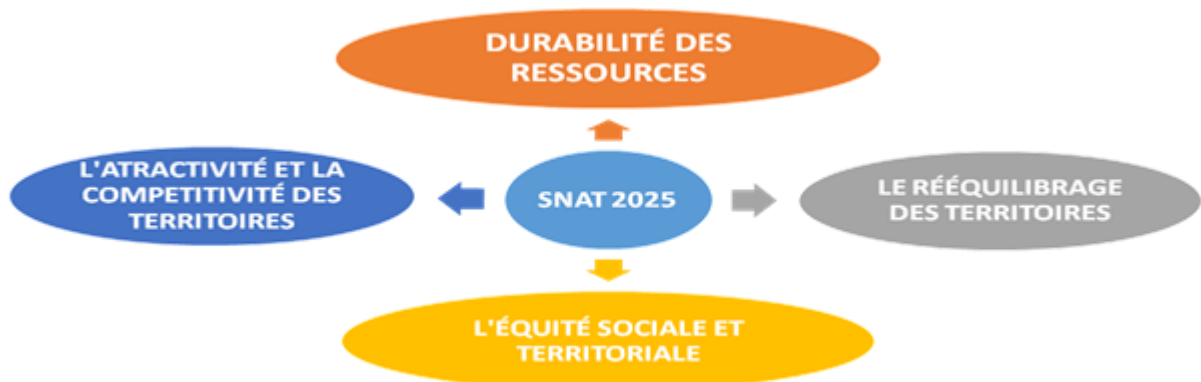 DURABILITÉ DES
RESSOURCES
L'ATRACTIVITÉ ET LA
COMPETITIVITÉ DES
TERRITOIRES
SNAT 2025
LE RÉÉQUILIBRAGE
DES TERRITOIRES
L'ÉQUITÉ SOCIALE ET
TERRITORIALE